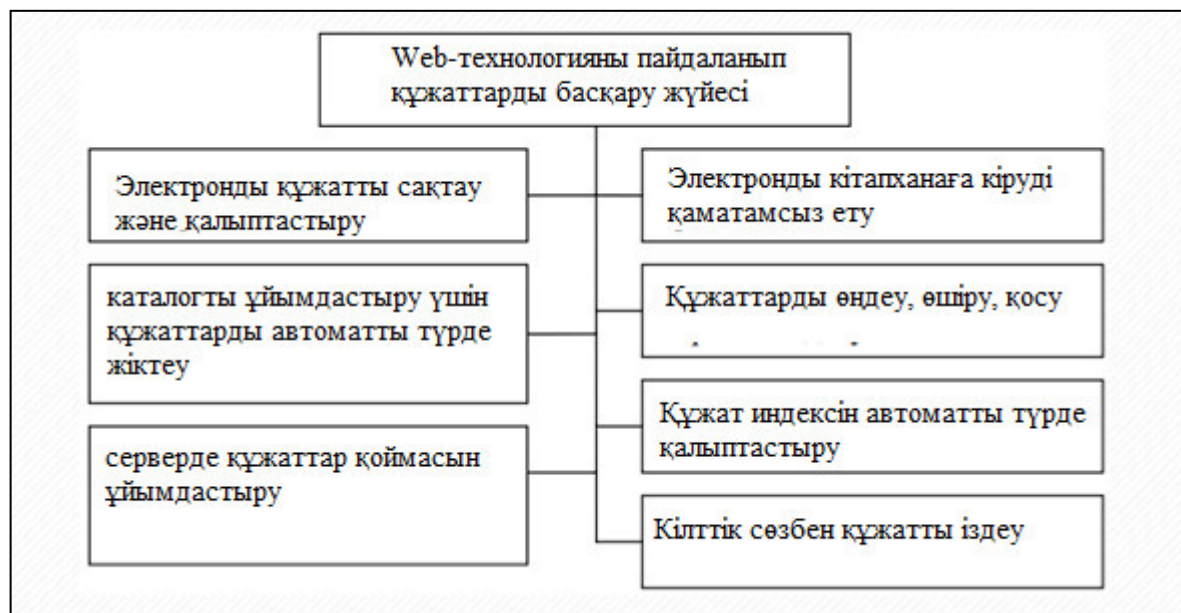 Web-технологияны пайдаланып
құжаттарды басқару жүйесі
Электронды құжатты сақтау
және қалыптастыру
Электронды кітапханаға кіруді
қаматамсыз ету
каталогты ұйымдастыру үшін
құжаттарды автоматты түрде
жіктеу
Құжаттарды өңдеу, өшіру, қосу
Құжат индексін автоматты түрде
қалыптастыру
серверде құжаттар қоймасын
ұйымдастыру
Кілттік сөзбен құжатты іздеу